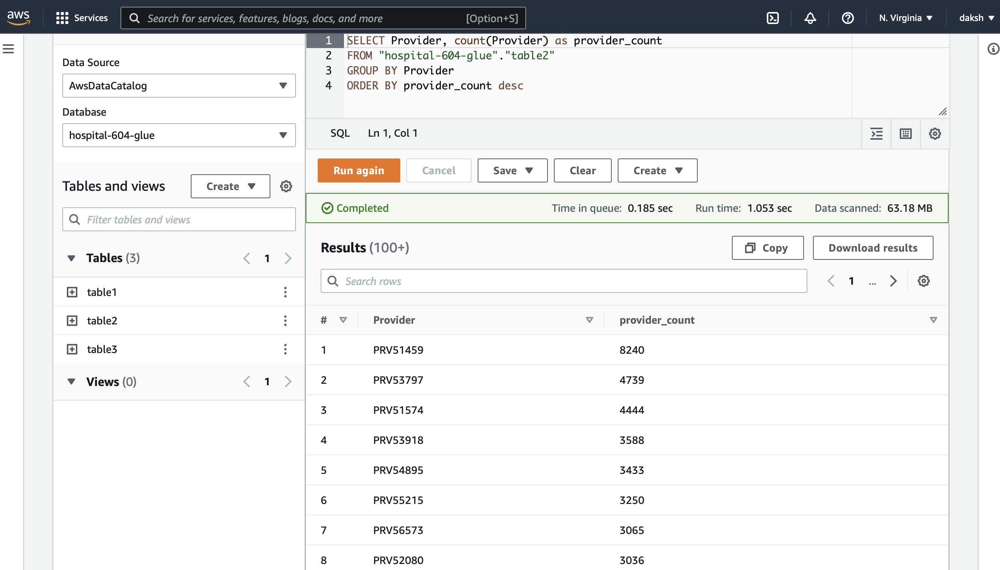 aws Services Search for services, features, blogs, docs, and more [Option+S] N. Virginia daksh
Data Source
AwsDataCatalog
Database
hospital-604-glue
Tables and views Create
Filter tables and views
Tables (3) 1
table1
table2
table3
Views (0) 1
1 SELECT Provider, count(Provider) as provider_count
2 FROM "hospital-604-glue"."table2"
3 GROUP BY Provider
4 ORDER BY provider_count desc
SQL Ln 1, Col 1
Run again Cancel Save Clear Create
Completed Time in queue: 0.185 sec Run time: 1.053 sec Data scanned: 63.18 MB
Results (100+) Copy Download results
Search rows 1 ...
# Provider provider_count
1 PRV51459 8240
2 PRV53797 4739
3 PRV51574 4444
4 PRV53918 3588
5 PRV54895 3433
6 PRV55215 3250
7 PRV56573 3065
8 PRV52080 3036